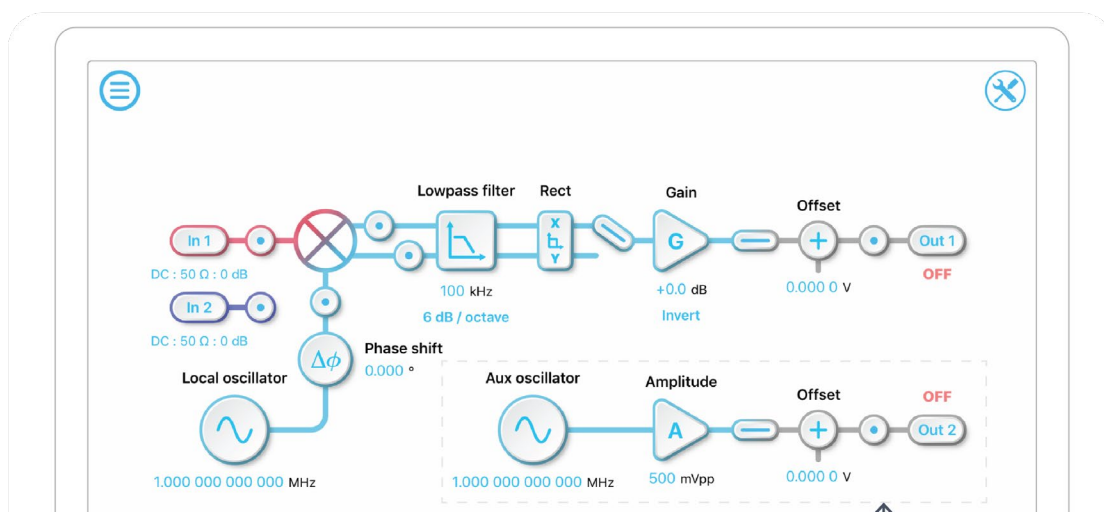 Lowpass filter
Rect
Gain
Offset
In 1
X
Y
G
Out 1
DC : 50 Ω : 0 dB
OFF
100 kHz
+0.0 dB
0.000 0 V
In 2
6 dB / octave
Invert
DC : 50 Ω : 0 dB
Δϕ
Phase shift
0.000 °
Local oscillator
Aux oscillator
Amplitude
Offset
OFF
A
Out 2
1.000 000 000 000 MHz
1.000 000 000 000 MHz
500 mVpp
0.000 0 V